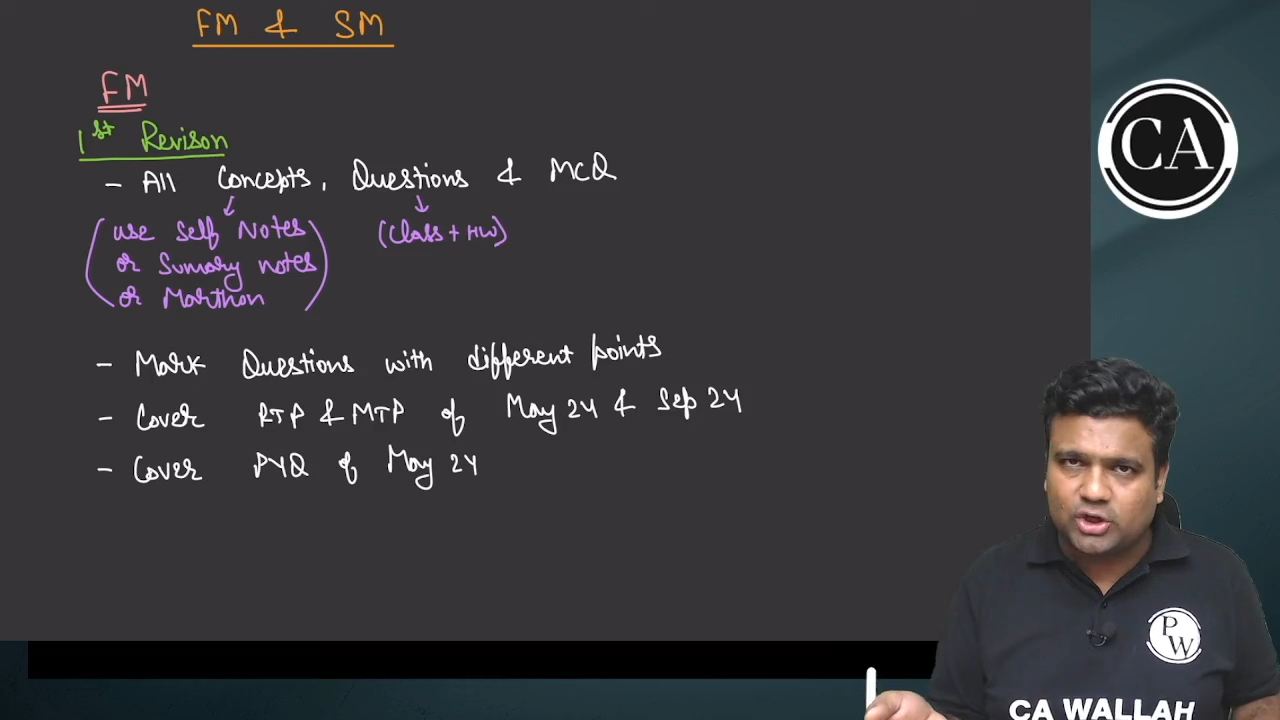 FM & SM
FM
1st Revison
- All Concepts, Questions & MCQ
(use Self Notes
or Sumary notes
or Marthon)
(Class + HW)
- Mark Questions with different points
- Cover RTP & MTP of May 24 & Sep 24
- Cover PYQ of May 24
CA
PW
CA WALLAH